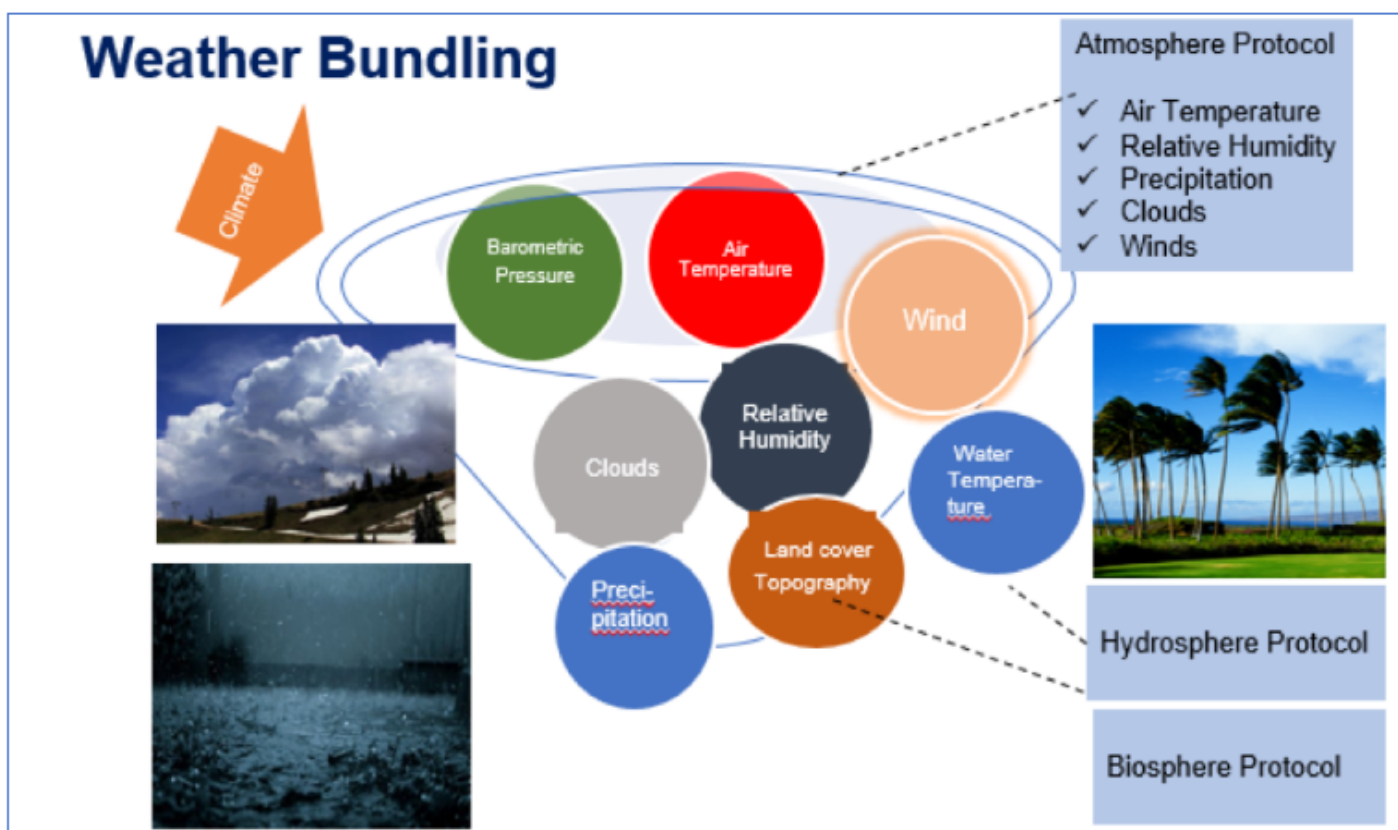 Weather Bundling
Climate
Atmosphere Protocol
✓ Air Temperature
✓ Relative Humidity
✓ Precipitation
✓ Clouds
✓ Winds
Barometric
Pressure
Air
Temperature
Wind
Relative
Humidity
Clouds
Water
Tempera-
ture
Land cover
Topography
Preci-
pitation
Hydrosphere Protocol
Biosphere Protocol